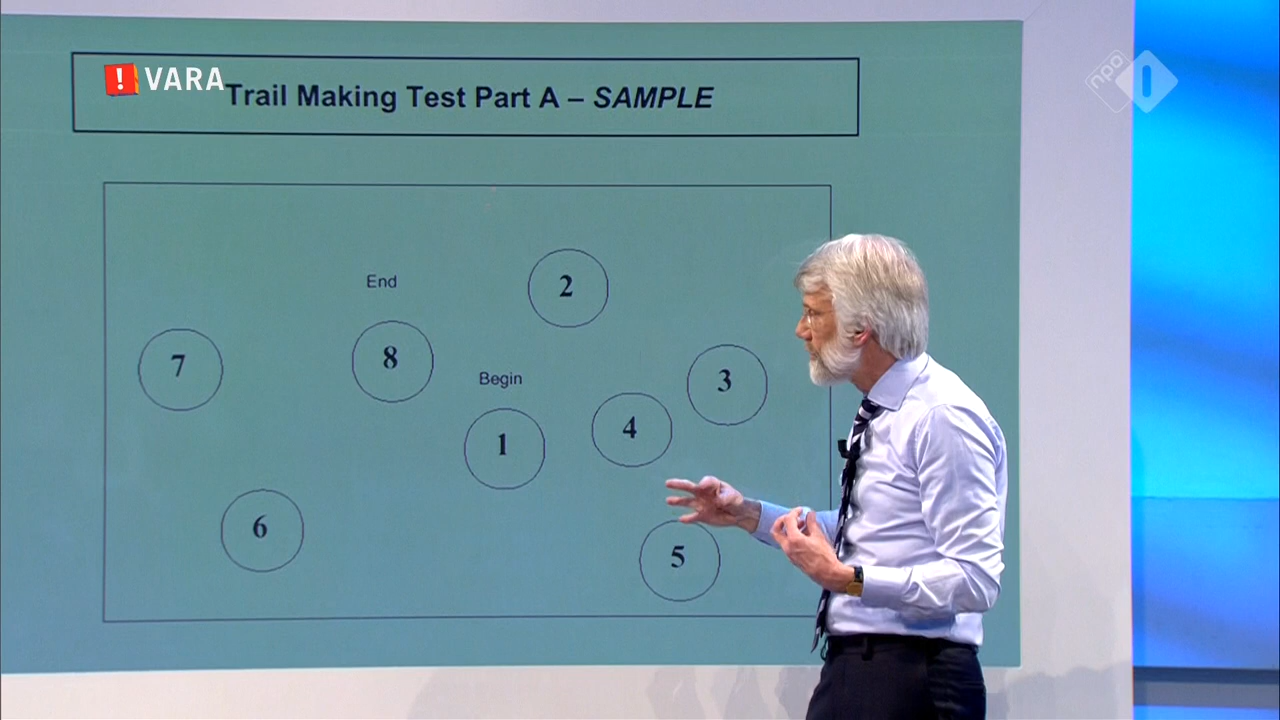 ! VARA
npo 1
Trail Making Test Part A – SAMPLE
End
2
7
8
3
Begin
4
1
6
5